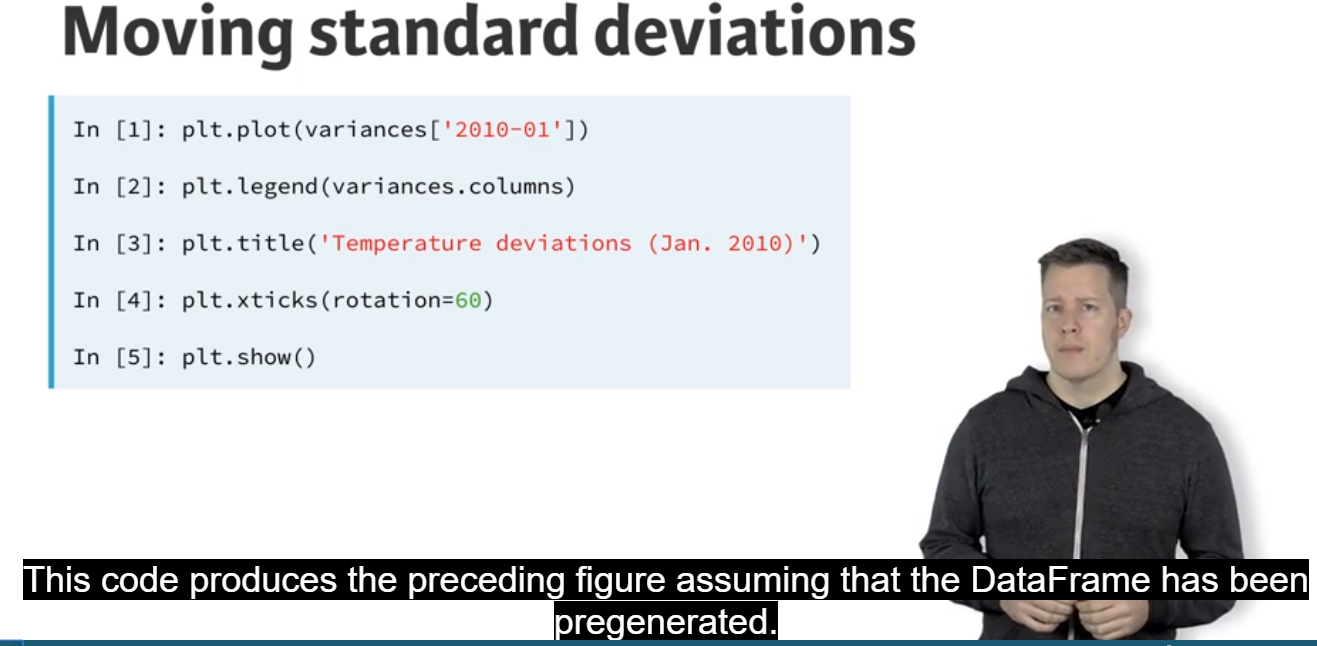 Moving standard deviations
In [1]: plt.plot(variances['2010-01'])
In [2]: plt.legend(variances.columns)
In [3]: plt.title('Temperature deviations (Jan. 2010)')
In [4]: plt.xticks(rotation=60)
In [5]: plt.show()
This code produces the preceding figure assuming that the DataFrame has been
pregenerated.